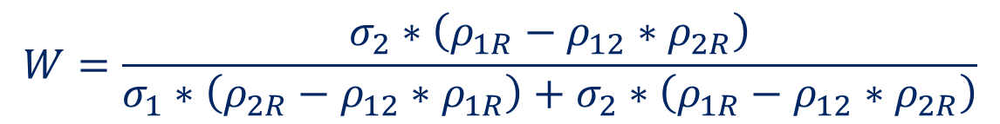 W = σ₂ * (ρ₁R − ρ₁₂ * ρ₂R) / σ₁ * (ρ₂R − ρ₁₂ * ρ₁R) + σ₂ * (ρ₁R − ρ₁₂ * ρ₂R)